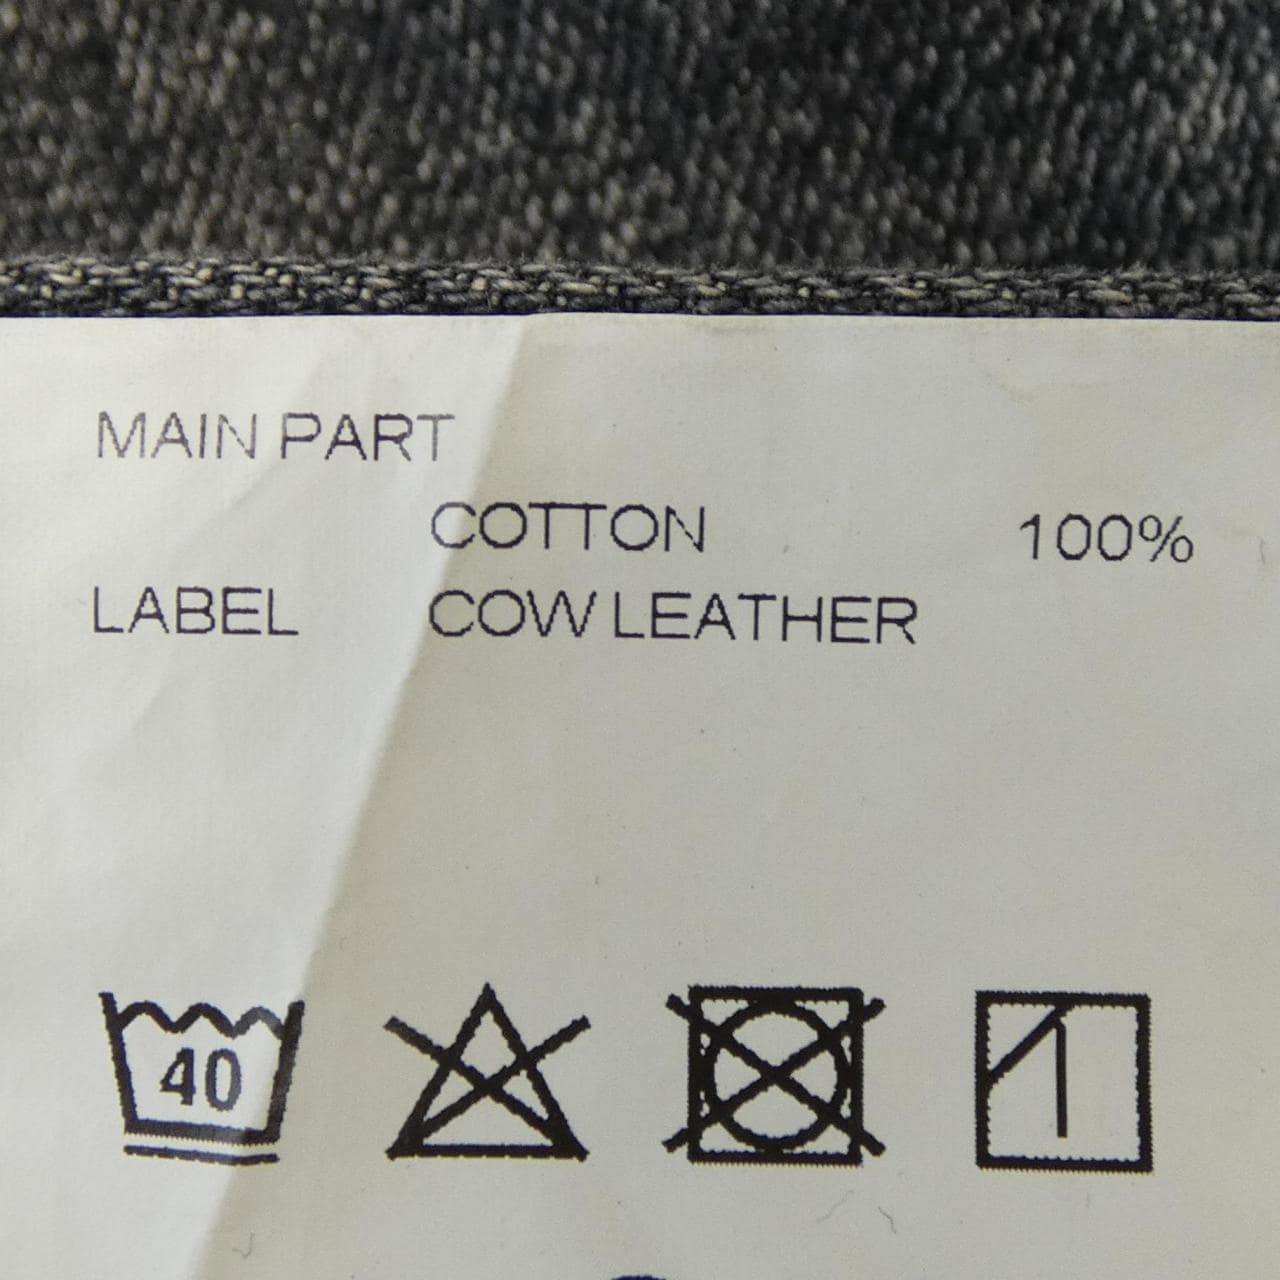 MAIN PART
COTTON 100%
LABEL COW LEATHER
40